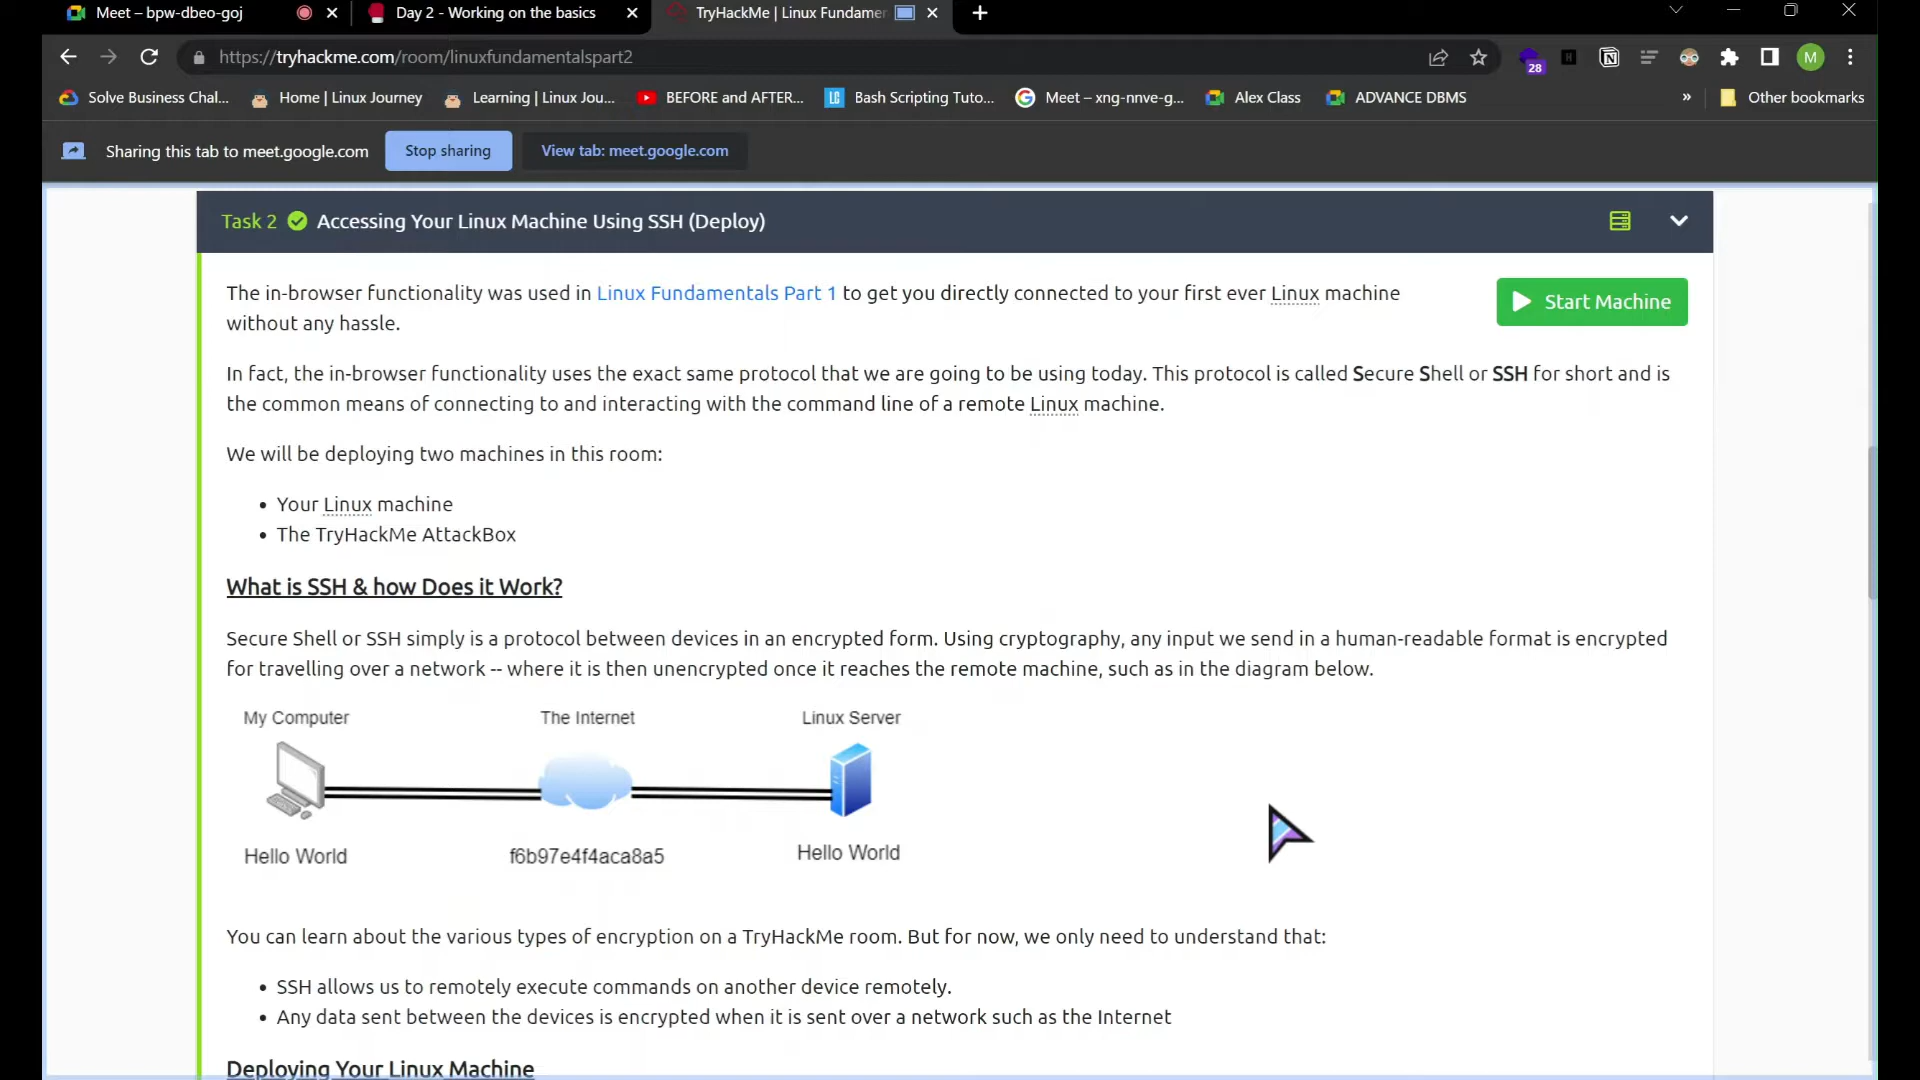 Meet – bpw-dbeo-goj
Day 2 - Working on the basics
TryHackMe | Linux Fundamer
https://tryhackme.com/room/linuxfundamentalspart2
28
M
Solve Business Chal...
Home | Linux Journey
Learning | Linux Jou...
BEFORE and AFTER...
Bash Scripting Tuto...
Meet – xng-nnve-g...
Alex Class
ADVANCE DBMS
»
Other bookmarks
Sharing this tab to meet.google.com
Stop sharing
View tab: meet.google.com
Task 2 Accessing Your Linux Machine Using SSH (Deploy)
The in-browser functionality was used in Linux Fundamentals Part 1 to get you directly connected to your first ever Linux machine
without any hassle.
Start Machine
In fact, the in-browser functionality uses the exact same protocol that we are going to be using today. This protocol is called Secure Shell or SSH for short and is
the common means of connecting to and interacting with the command line of a remote Linux machine.
We will be deploying two machines in this room:
• Your Linux machine
• The TryHackMe AttackBox
What is SSH & how Does it Work?
Secure Shell or SSH simply is a protocol between devices in an encrypted form. Using cryptography, any input we send in a human-readable format is encrypted
for travelling over a network -- where it is then unencrypted once it reaches the remote machine, such as in the diagram below.
My Computer
The Internet
Linux Server
Hello World
f6b97e4f4aca8a5
Hello World
You can learn about the various types of encryption on a TryHackMe room. But for now, we only need to understand that:
• SSH allows us to remotely execute commands on another device remotely.
• Any data sent between the devices is encrypted when it is sent over a network such as the Internet
Deploying Your Linux Machine